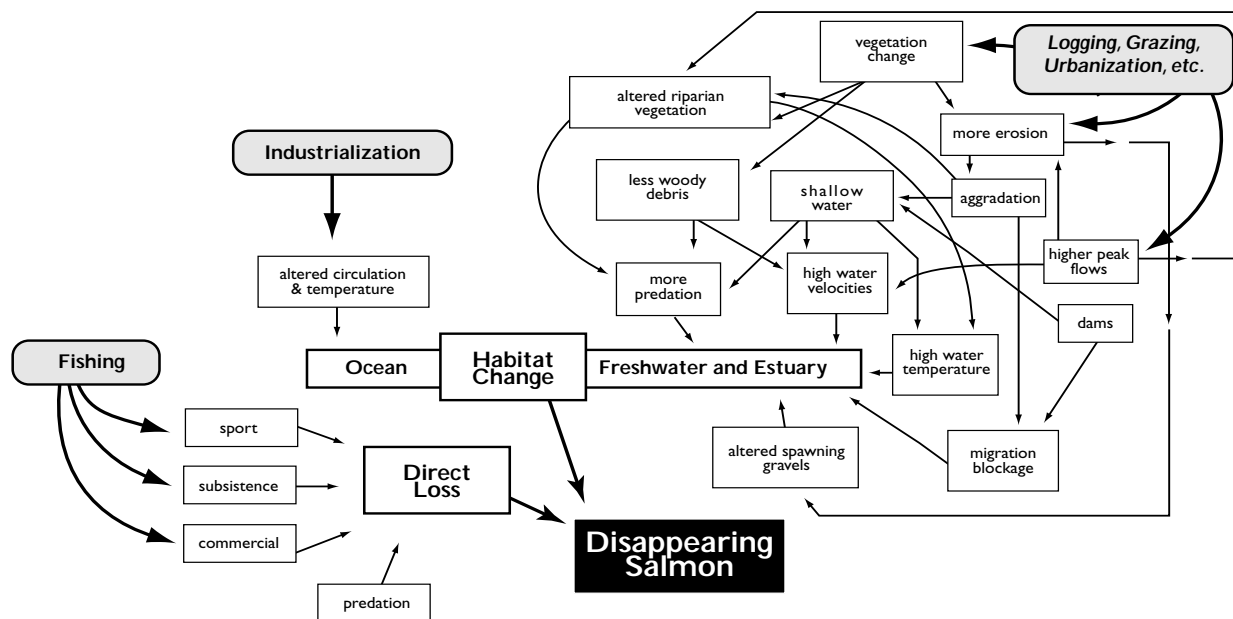 vegetation
change
Logging, Grazing,
Urbanization, etc.
altered riparian
vegetation
more erosion
Industrialization
less woody
debris
shallow
water
aggradation
altered circulation
& temperature
more
predation
high water
velocities
higher peak
flows
dams
Fishing
Ocean
Habitat
Change
Freshwater and Estuary
high water
temperature
sport
altered spawning
gravels
migration
blockage
subsistence
Direct
Loss
commercial
Disappearing
Salmon
predation